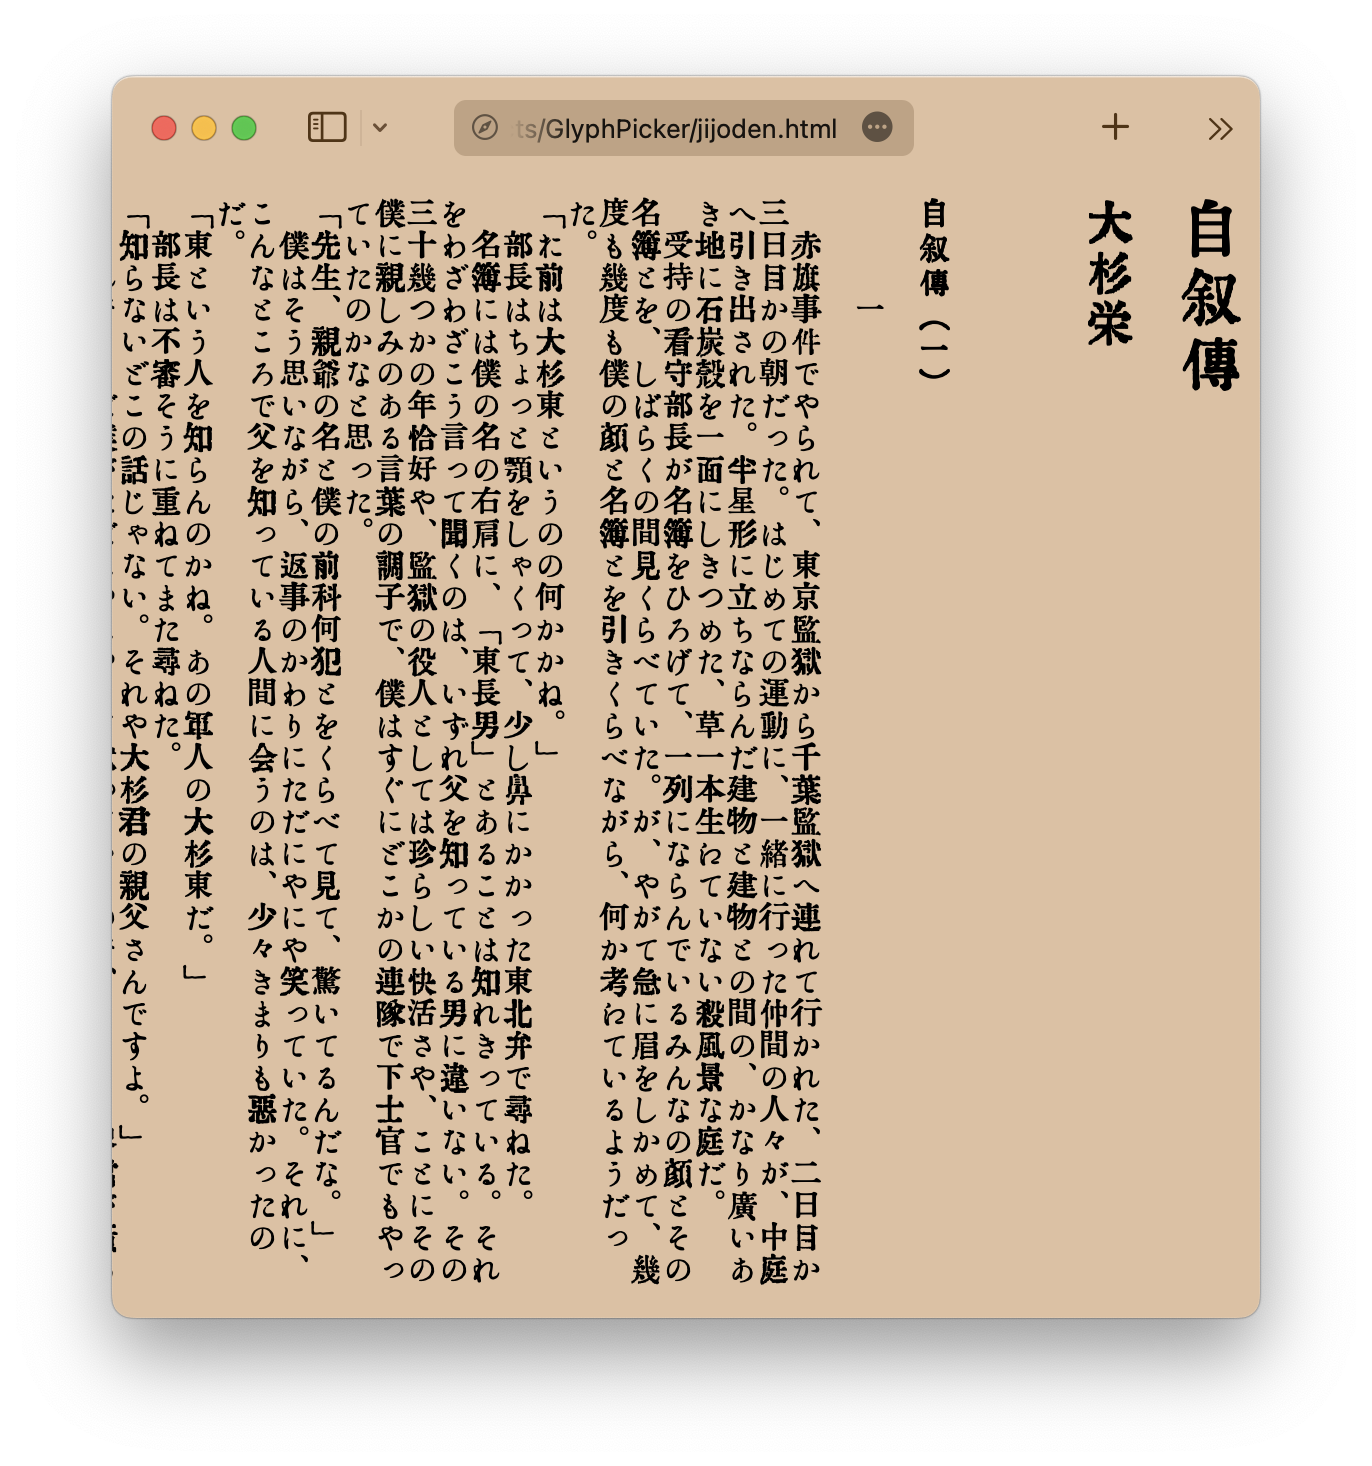 ts/GlyphPicker/jijoden.html
自叙傳
大杉栄
自叙傳(一)
一
赤旗事件でやられて、東京監獄から千葉監獄へ連れて行かれた、二日目か
三日目かの朝だった。はじめての運動に、一緒に行った仲間の人々が、中庭
へ引き出された。半星形に立ちならんだ建物と建物との間の、かなり廣いあ
き地に石炭殻を一面にしきつめた、草一本生わていない殺風景な庭だ。
受持の看守部長が名簿をひろげて、一列にならんでいるみんなの顔とその
名簿とを、しばらくの間見くらべていた。が、やがて急に眉をしかめて、幾
度も幾度も僕の顔と名簿とを引きくらべながら、何か考わているようだっ
た。
「た前は大杉東というのの何かかね。」
部長はちょっと顎をしゃくって、少し鼻にかかった東北弁で尋ねた。
名簿には僕の名の右肩に、「東長男」とあることは知れきっている。それ
をわざわざこう言って聞くのは、いずれ父を知っている男に違いない。その
三十幾つかの年恰好や、監獄の役人としては珍らしい快活さや、ことにその
僕に親しみのある言葉の調子で、僕はすぐにどこかの連隊で下士官でもやっ
ていたのかなと思った。
「先生、親爺の名と僕の前科何犯とをくらべて見て、驚いてるんだな。」
僕はそう思いながら、返事のかわりにただにやにや笑っていた。それに、
こんなところで父を知っている人間に会うのは、少々きまりも悪かったの
だ。
「東という人を知らんのかね。あの軍人の大杉東だ。」
部長は不審そうに重ねてまた尋ねた。
「知らないどこの話じゃない。それや大杉君の親父さんですよ。」